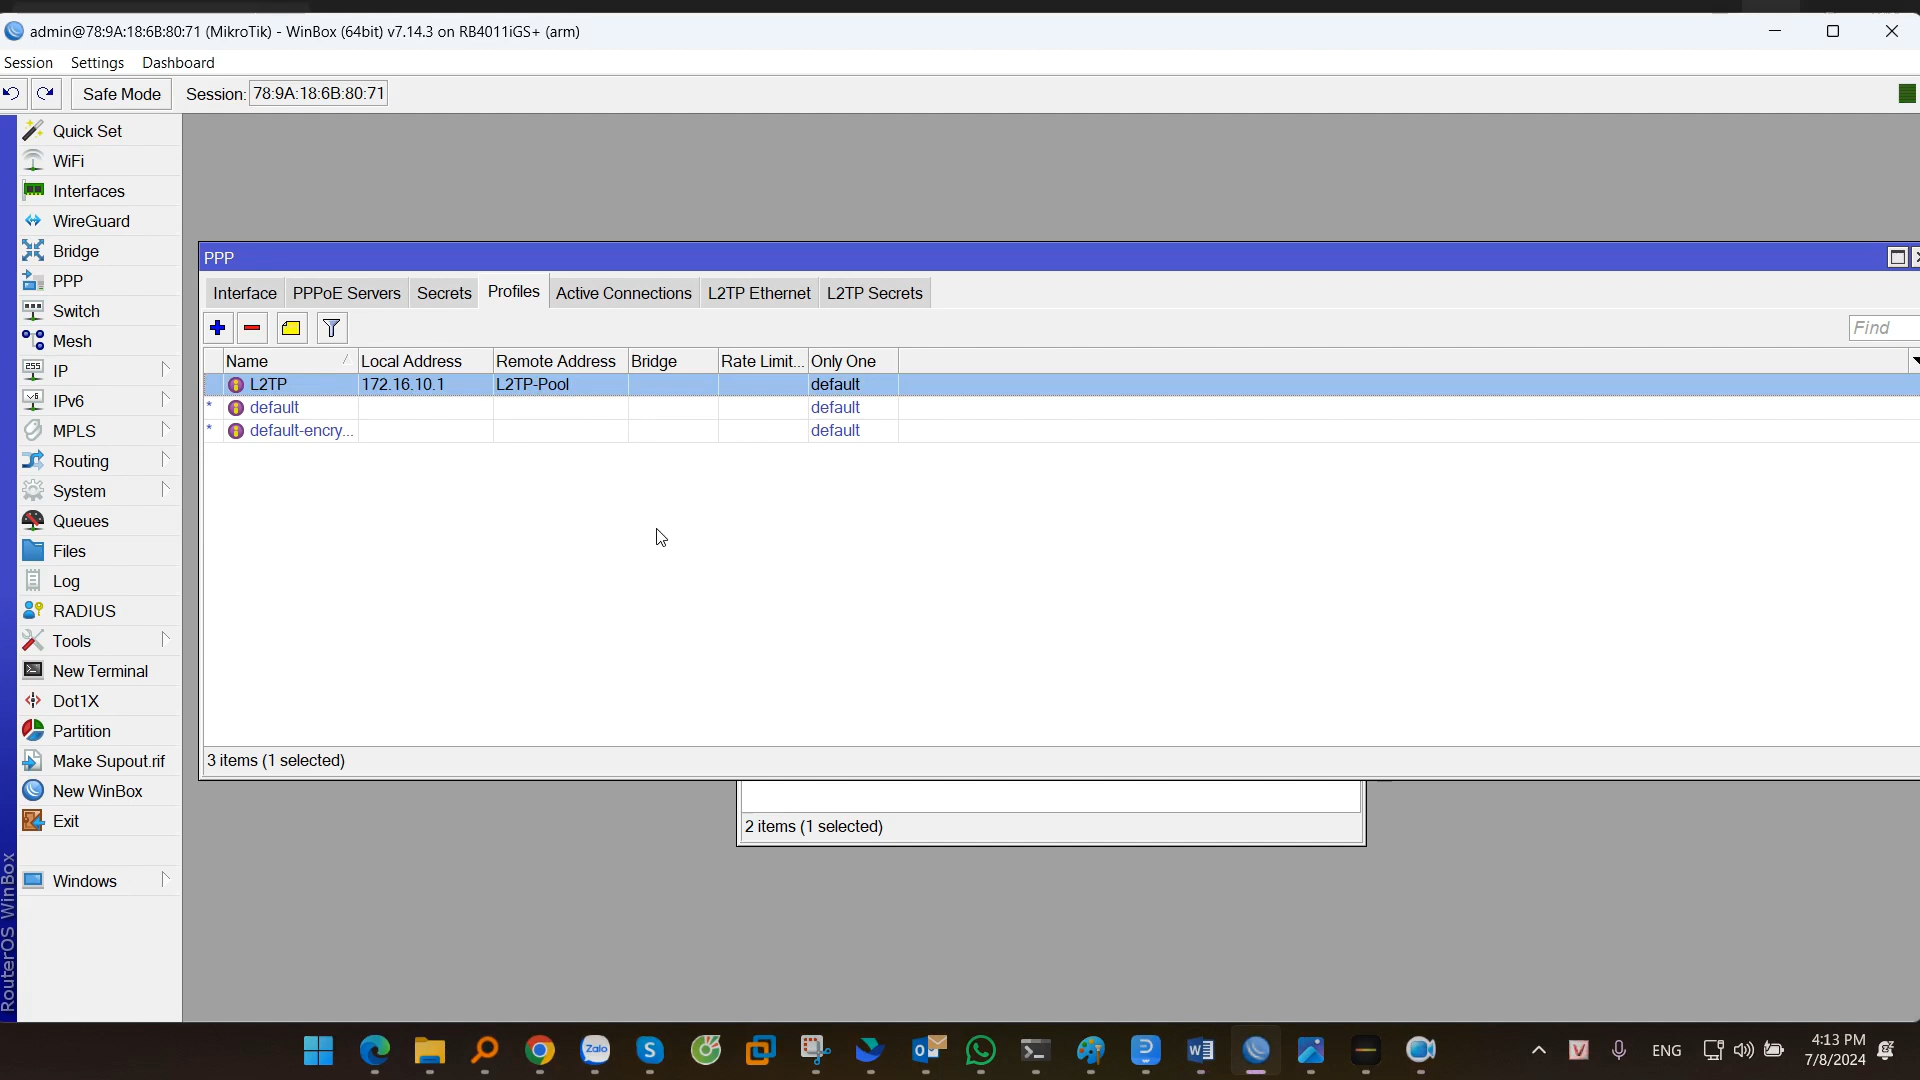 admin@78:9A:18:6B:80:71 (MikroTik) - WinBox (64bit) v7.14.3 on RB4011iGS+ (arm)
Session Settings Dashboard
Safe Mode Session: 78:9A:18:6B:80:71
Quick Set
WiFi
Interfaces
WireGuard
Bridge
PPP
Switch
Mesh
IP
IPv6
MPLS
Routing
System
Queues
Files
Log
RADIUS
Tools
New Terminal
Dot1X
Partition
Make Supout.rif
New WinBox
Exit
Windows
RouterOS WinBox
PPP
Interface PPPoE Servers Secrets Profiles Active Connections L2TP Ethernet L2TP Secrets
Find
Name Local Address Remote Address Bridge Rate Limit... Only One
L2TP 172.16.10.1 L2TP-Pool default
* default default
* default-encry... default
3 items (1 selected)
2 items (1 selected)
Zalo
ENG
4:13 PM
7/8/2024